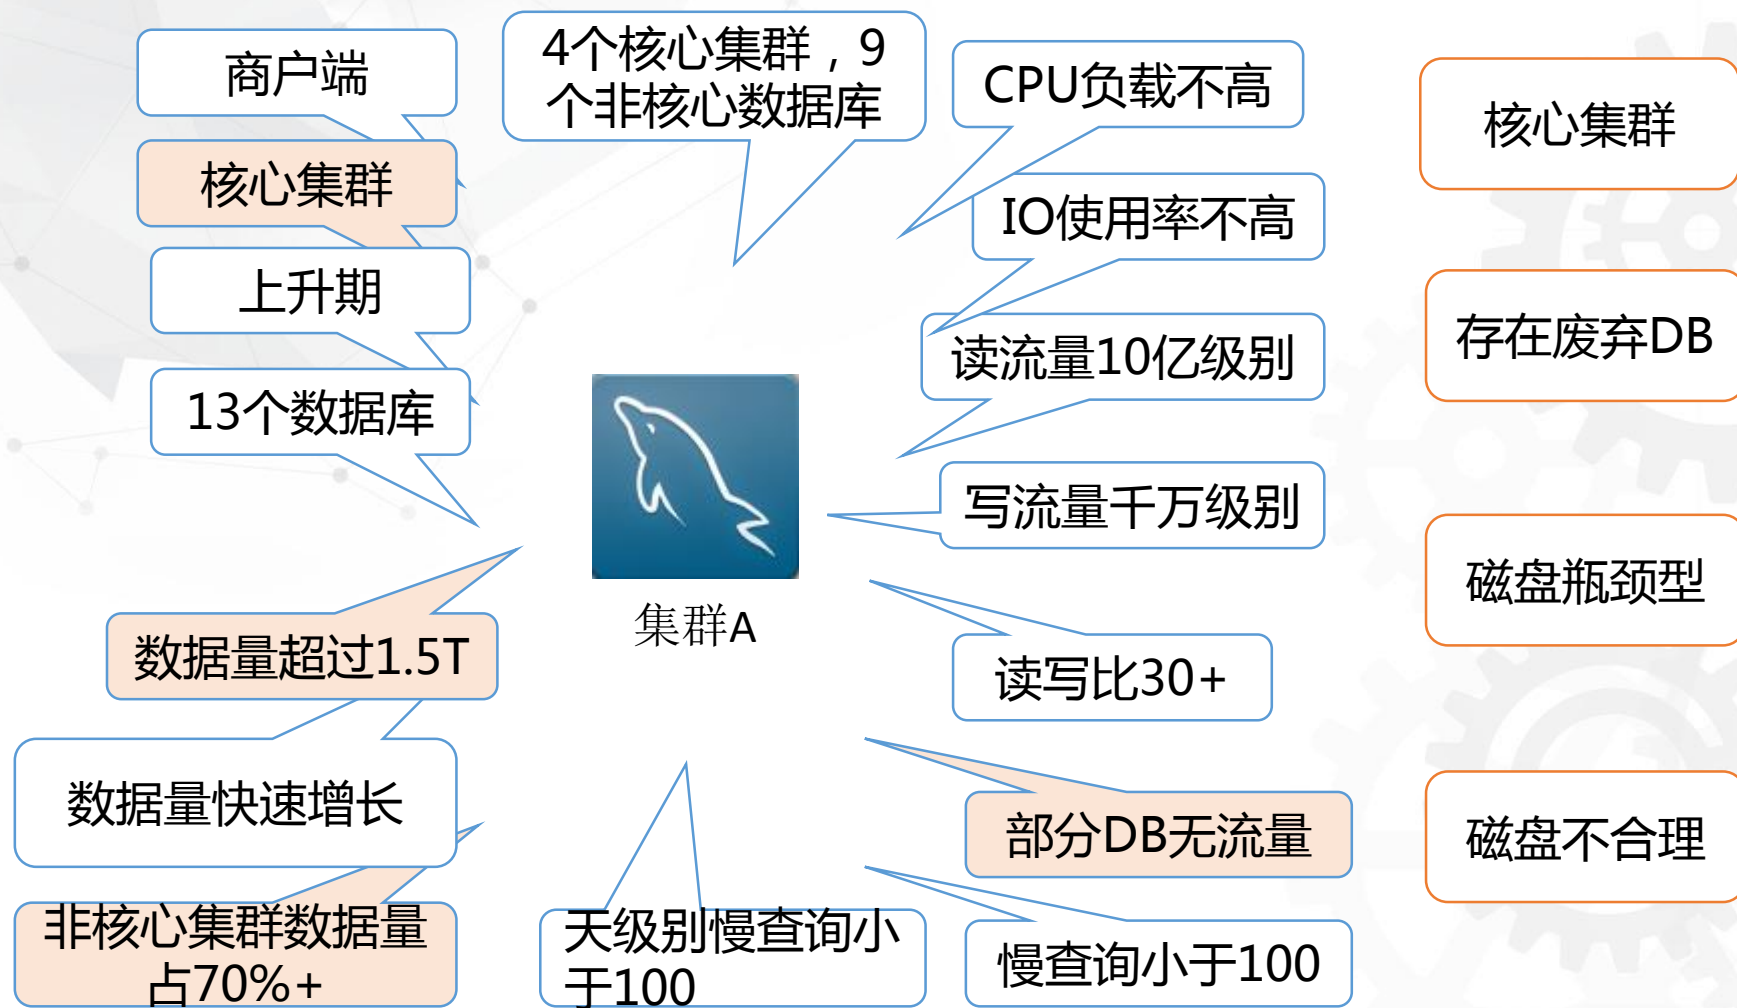 商户端
核心集群
上升期
13个数据库
数据量超过1.5T
数据量快速增长
非核心集群数据量
占70%+
4个核心集群，9
个非核心数据库
集群A
天级别慢查询小
于100
CPU负载不高
IO使用率不高
读流量10亿级别
写流量千万级别
读写比30+
部分DB无流量
慢查询小于100
核心集群
存在废弃DB
磁盘瓶颈型
磁盘不合理